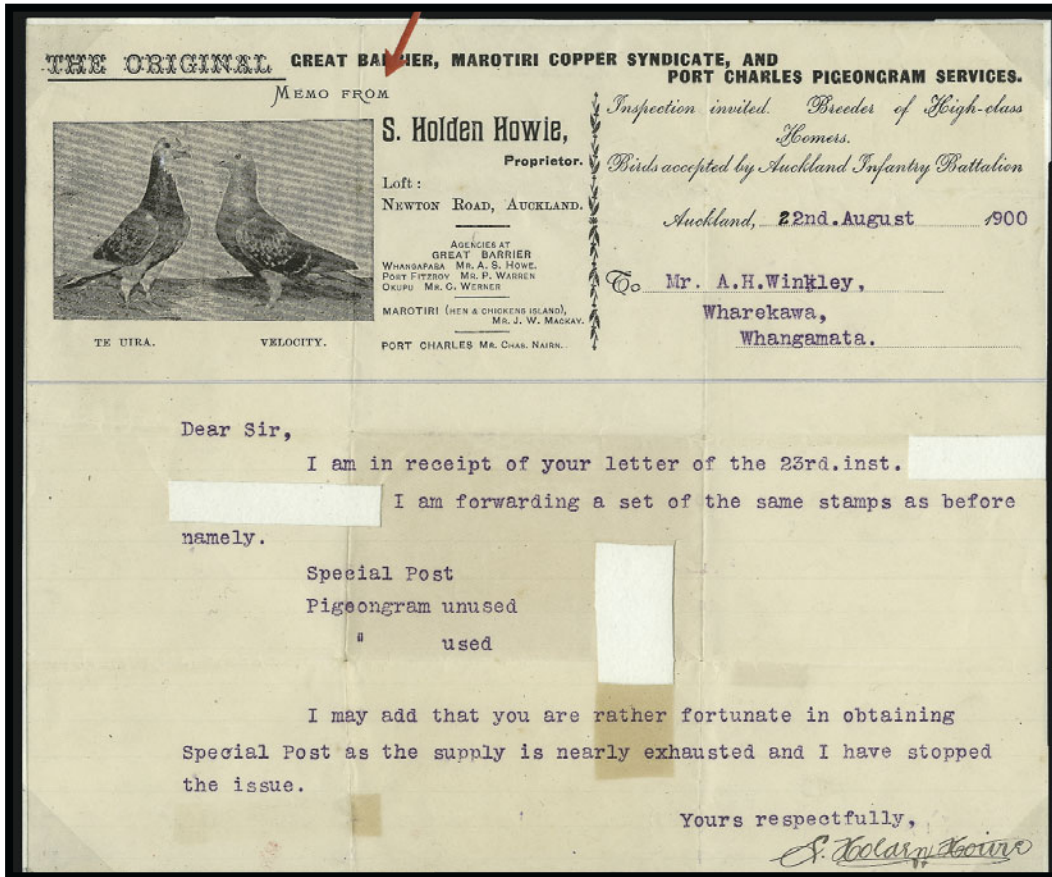 THE ORIGINAL GREAT BARRIER, MAROTIRI COPPER SYNDICATE, AND
PORT CHARLES PIGEONGRAM SERVICES.
MEMO FROM
S. Holden Howie,
Proprietor.
Loft:
NEWTON ROAD, AUCKLAND.
AGENCIES AT
GREAT BARRIER
WHANGAPARA MR. A. S. HOWE.
PORT FITZROY MR. P. WARREN
OKUPU MR. C. WERNER
MAROTIRI (HEN & CHICKENS ISLAND),
MR. J. W. MACKAY.
PORT CHARLES MR. CHAS. NAIRN.
TE UIRA. VELOCITY.
Inspection invited. Breeder of High-class
Homers.
Birds accepted by Auckland Infantry Battalion
Auckland, 22nd.August 1900
To Mr. A.H.Winkley,
Wharekawa,
Whangamata.
Dear Sir,
I am in receipt of your letter of the 23rd.inst.
I am forwarding a set of the same stamps as before
namely.
Special Post
Pigeongram unused
" used
I may add that you are rather fortunate in obtaining
Special Post as the supply is nearly exhausted and I have stopped
the issue.
Yours respectfully,
S. Holden Howie